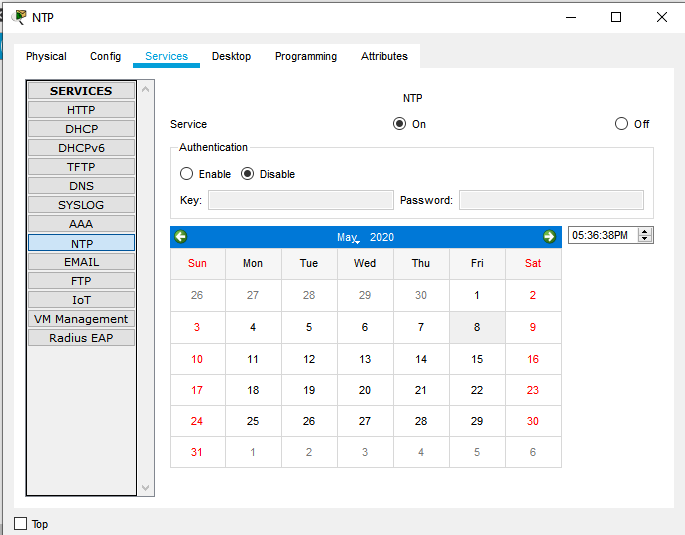 NTP
Physical Config Services Desktop Programming Attributes
SERVICES
HTTP
DHCP
DHCPv6
TFTP
DNS
SYSLOG
AAA
NTP
EMAIL
FTP
IoT
VM Management
Radius EAP
NTP
Service On Off
Authentication
Enable Disable
Key: Password:
May, 2020 05:36:38PM
Sun Mon Tue Wed Thu Fri Sat
26 27 28 29 30 1 2
3 4 5 6 7 8 9
10 11 12 13 14 15 16
17 18 19 20 21 22 23
24 25 26 27 28 29 30
31 1 2 3 4 5 6
Top